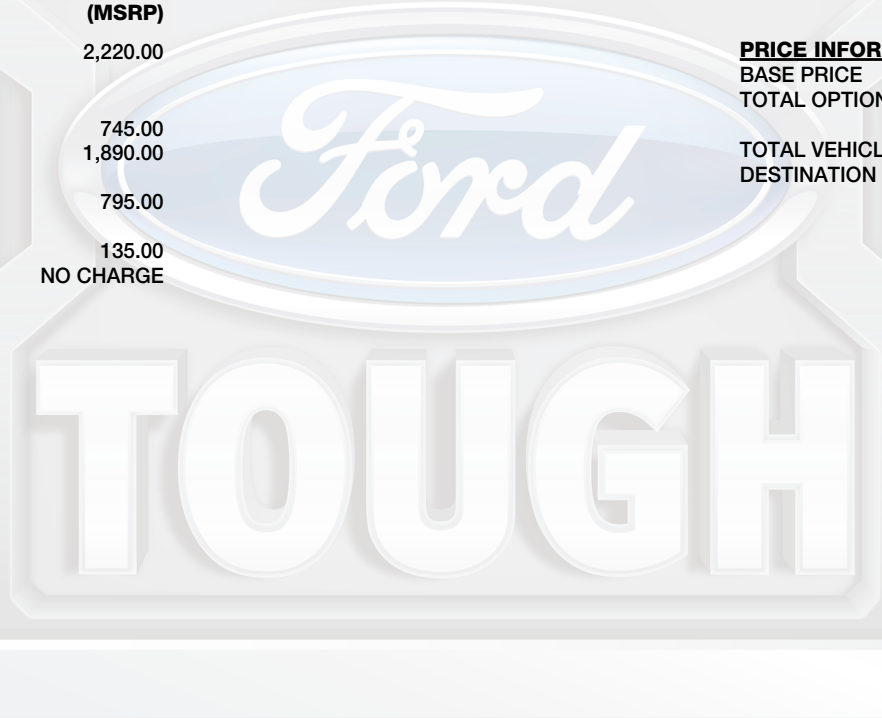 (MSRP)
2,220.00
745.00
1,890.00
795.00
135.00
NO CHARGE
PRICE INFOR
BASE PRICE
TOTAL OPTION
TOTAL VEHICL
DESTINATION
Ford
TOUGH